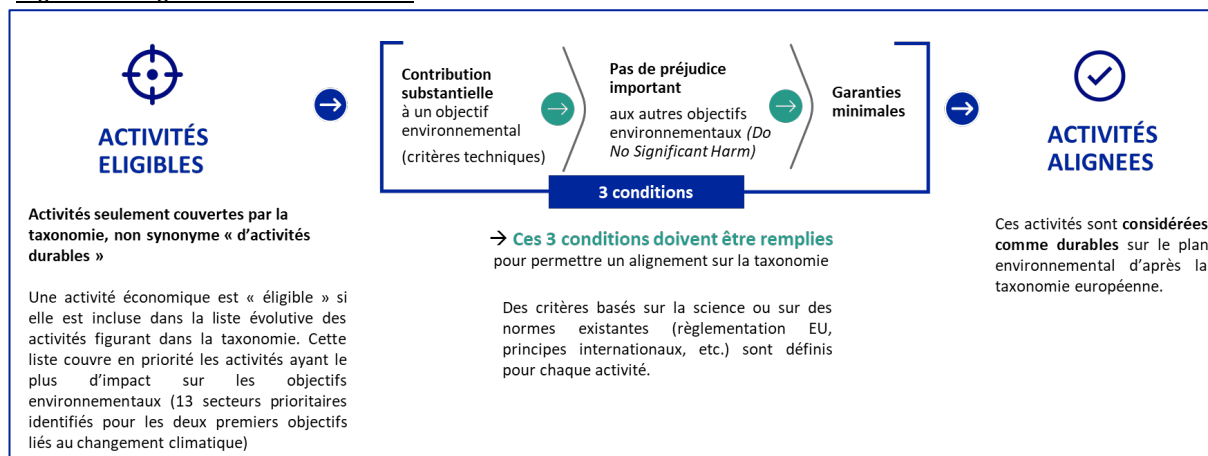 ACTIVITÉS
ELIGIBLES
Activités seulement couvertes par la
taxonomie, non synonyme « d'activités
durables »
Une activité économique est « éligible » si
elle est incluse dans la liste évolutive des
activités figurant dans la taxonomie. Cette
liste couvre en priorité les activités ayant le
plus d'impact sur les objectifs
environnementaux (13 secteurs prioritaires
identifiés pour les deux premiers objectifs
liés au changement climatique)
Contribution
substantielle
à un objectif
environnemental
(critères techniques)
Pas de préjudice
important
aux autres objectifs
environnementaux (Do
No Significant Harm)
Garanties
minimales
3 conditions
→ Ces 3 conditions doivent être remplies
pour permettre un alignement sur la taxonomie
Des critères basés sur la science ou sur des
normes existantes (règlementation EU,
principes internationaux, etc.) sont définis
pour chaque activité.
ACTIVITÉS
ALIGNEES
Ces activités sont considérées
comme durables sur le plan
environnemental d'après la
taxonomie européenne.